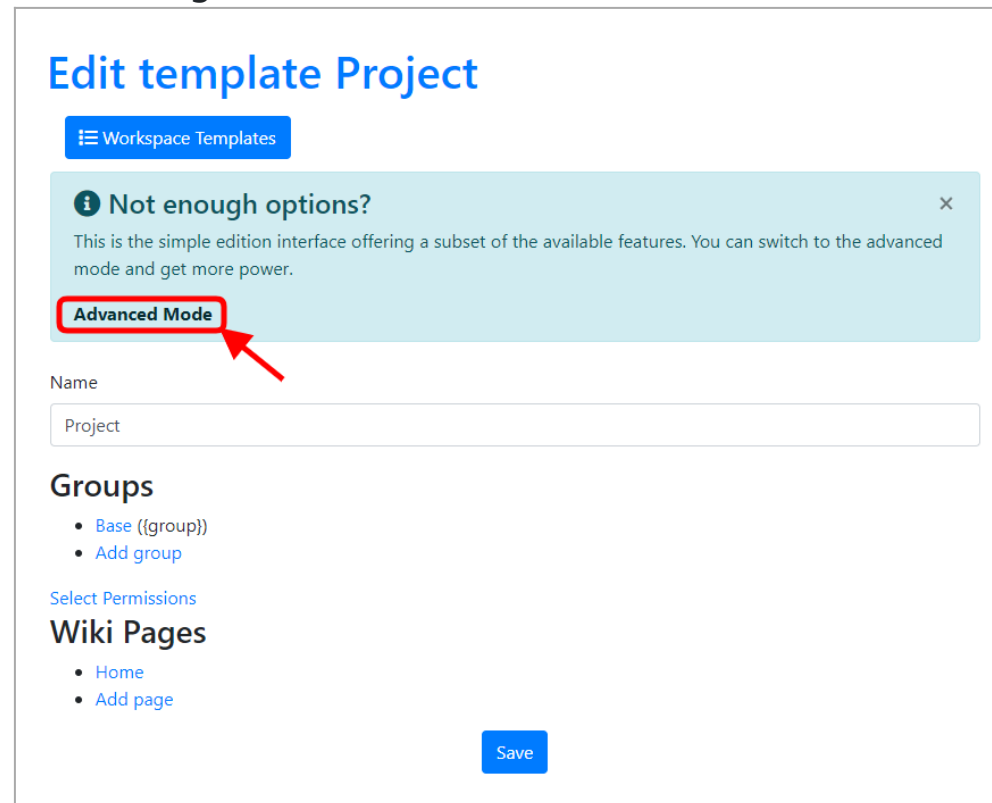 Edit template Project
Workspace Templates
Not enough options?
×
This is the simple edition interface offering a subset of the available features. You can switch to the advanced
mode and get more power.
Advanced Mode
Name
Project
Groups
Base ({group})
Add group
Select Permissions
Wiki Pages
Home
Add page
Save